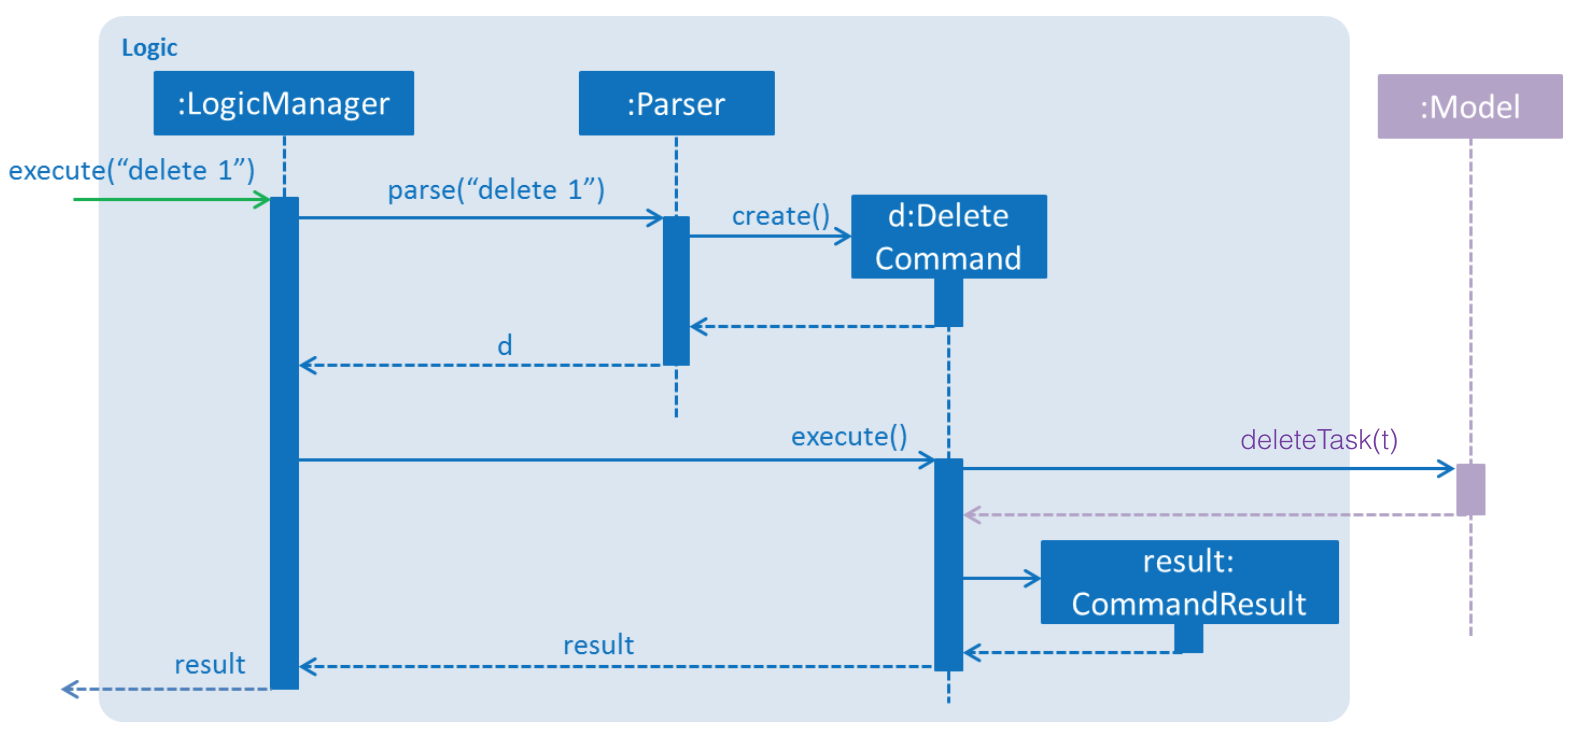 Logic
:LogicManager
:Parser
:Model
execute(“delete 1”)
parse(“delete 1”)
create()
d:Delete
Command
d
execute()
deleteTask(t)
result:
CommandResult
result
result